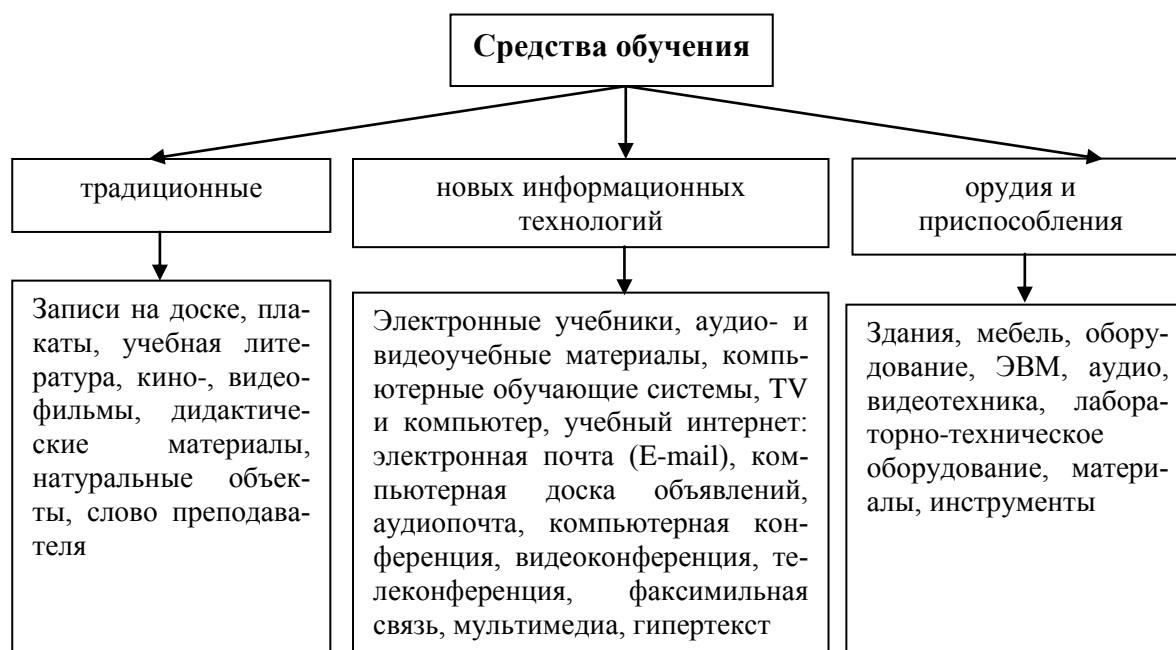 Средства обучения
традиционные
новых информационных
технологий
орудия и
приспособления
Записи на доске, пла-
каты, учебная лите-
ратура, кино-, видео-
фильмы, дидактиче-
ские материалы,
натуральные объек-
ты, слово преподава-
теля
Электронные учебники, аудио- и
видеоучебные материалы, компь-
ютерные обучающие системы, TV
и компьютер, учебный интернет:
электронная почта (E-mail), ком-
пьютерная доска объявлений,
аудиопочта, компьютерная кон-
ференция, видеоконференция, те-
леконференция, факсимильная
связь, мультимедиа, гипертекст
Здания, мебель, обору-
дование, ЭВМ, аудио,
видеотехника, лабора-
торно-техническое
оборудование, матери-
алы, инструменты